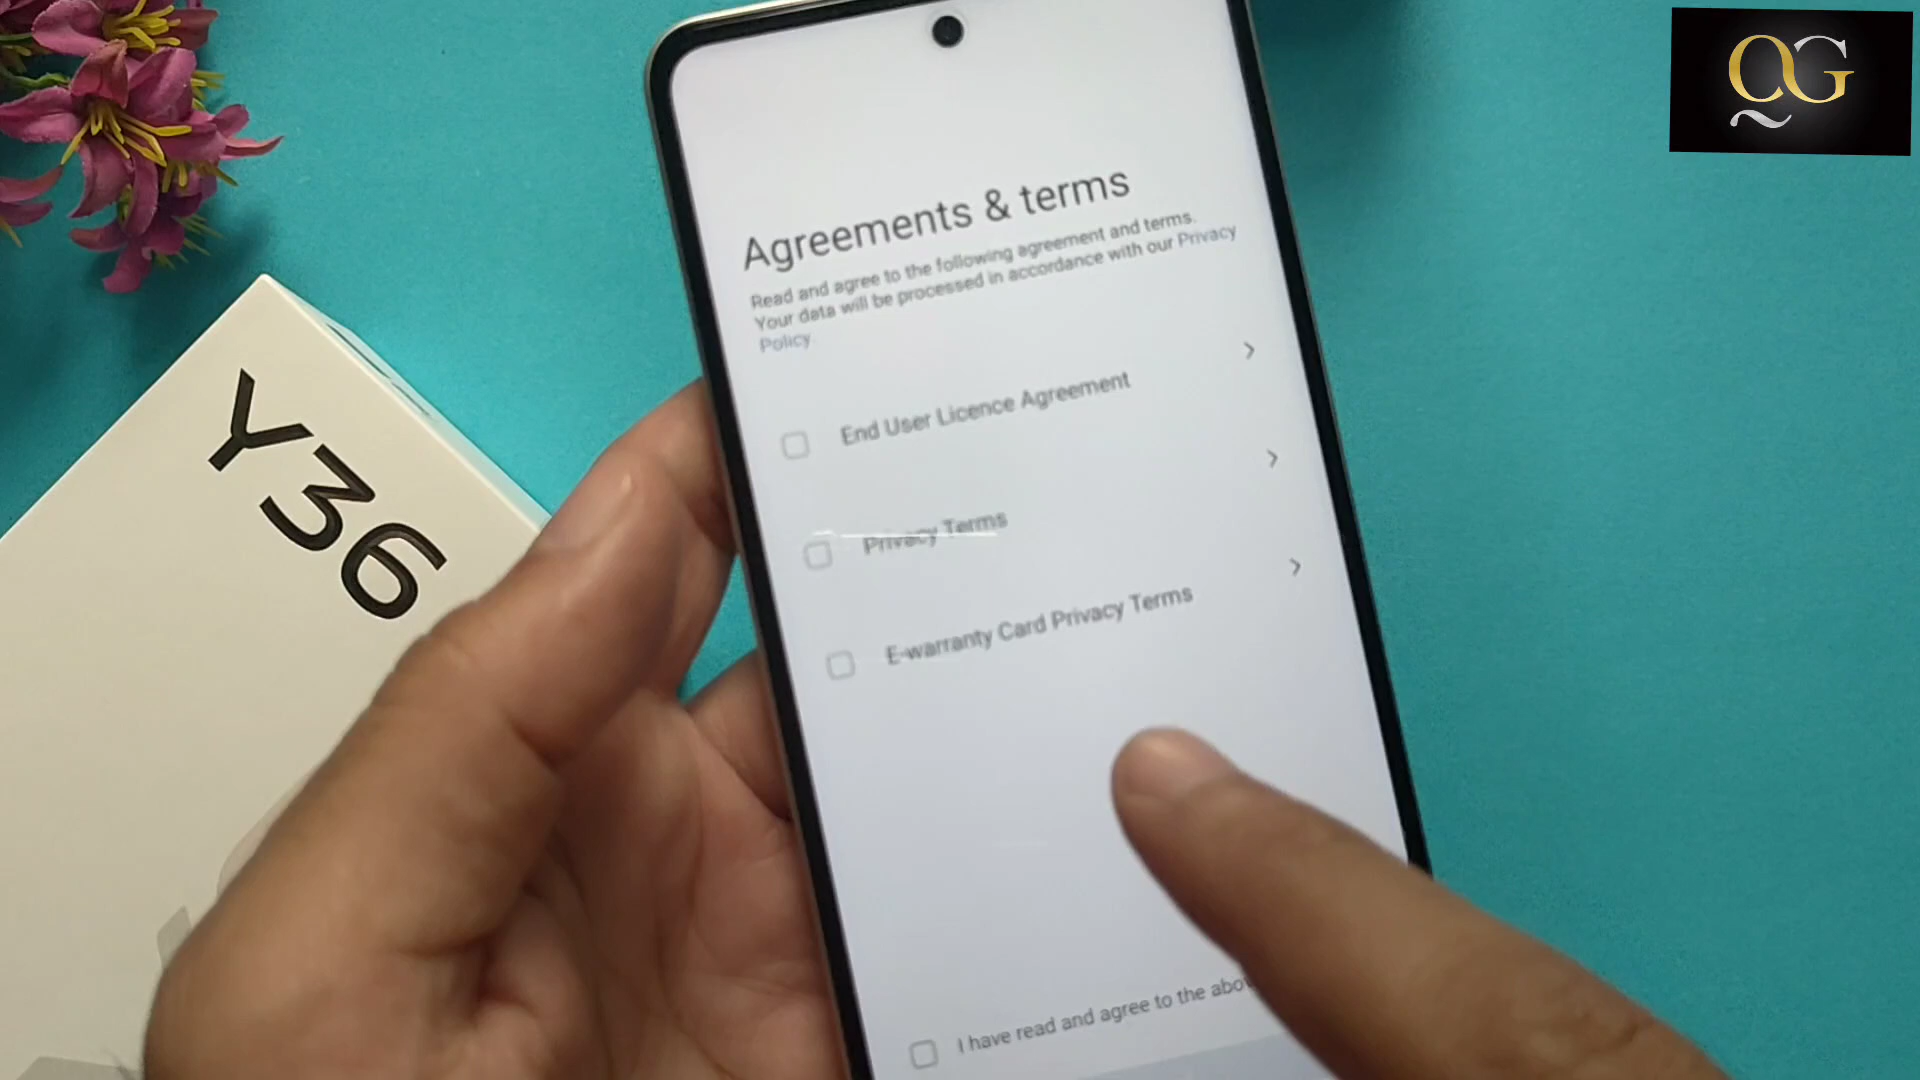 QG
Agreements & terms
Read and agree to the following agreement and terms.
Your data will be processed in accordance with our Privacy
Policy
End User Licence Agreement
Privacy Terms
E-warranty Card Privacy Terms
I have read and agree to the
Y36